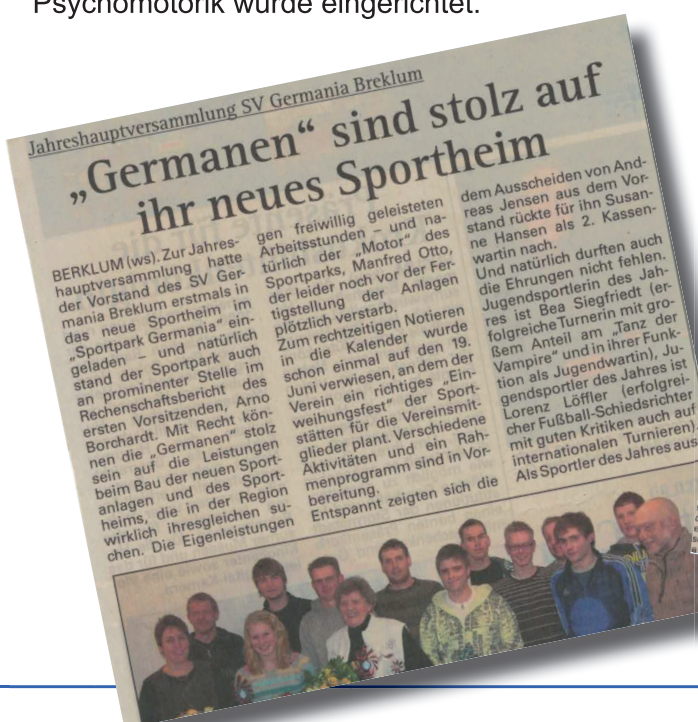 Psychomotorik wurde eingerichtet.
Jahreshauptversammlung SV Germania Breklum
„Germanen“ sind stolz auf
ihr neues Sportheim
BERKLUM (ws). Zur Jahres-
hauptversammlung hatte
der Vorstand des SV Ger-
mania Breklum erstmals in
das neue Sportheim im
„Sportpark Germania“ ein-
geladen – und natürlich
stand der Sportpark auch
an prominenter Stelle im
Rechenschaftsbericht des
ersten Vorsitzenden, Arno
Borchardt. Mit Recht kön-
nen die „Germanen“ stolz
sein auf die Leistungen
beim Bau der neuen Sport-
anlagen und des Sport-
heims, die in der Region
wirklich ihresgleichen su-
chen. Die Eigenleistungen
gen freiwillig geleisteten
Arbeitsstunden - und na-
türlich der „Motor“ des
Sportparks, Manfred Otto,
der leider noch vor der Fer-
tigstellung der Anlagen
plötzlich verstarb.
Zum rechtzeitigen Notieren
in die Kalender wurde
schon einmal auf den 19.
Juni verwiesen, an dem der
Verein ein richtiges „Ein-
weihungsfest“ der Sport-
stätten für die Vereinsmit-
glieder plant. Verschiedene
Aktivitäten und ein Rah-
menprogramm sind in Vor-
bereitung.
Entspannt zeigten sich die
dem Ausscheiden von And-
reas Jensen aus dem Vor-
stand rückte für ihn Susan-
ne Hansen als 2. Kassen-
wartin nach.
Und natürlich durften auch
die Ehrungen nicht fehlen.
Jugendsportlerin des Jah-
res ist Bea Siegfriedt (er-
folgreiche Turnerin mit gro-
ßem Anteil am „Tanz der
Vampire“ und in ihrer Funk-
tion als Jugendwartin), Ju-
gendsportler des Jahres ist
Lorenz Löffler (erfolgrei-
cher Fußball-Schiedsrichter
mit guten Kritiken auch auf
internationalen Turnieren).
Als Sportler des Jahres aus